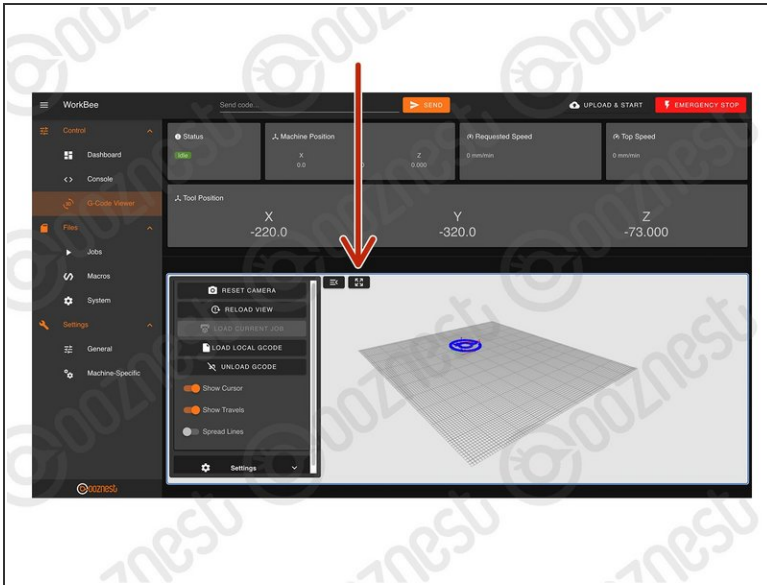 WorkBee
Send code...
SEND
UPLOAD & START
EMERGENCY STOP
Control
Dashboard
Console
G-Code Viewer
Files
Jobs
Macros
System
Settings
General
Machine-Specific
ooznest
Status
Idle
Machine Position
X
0.0
0
Z
0.000
Requested Speed
0 mm/min
Top Speed
0 mm/min
Tool Position
X
-220.0
Y
-320.0
Z
-73.000
RESET CAMERA
RELOAD VIEW
LOAD CURRENT JOB
LOAD LOCAL GCODE
UNLOAD GCODE
Show Cursor
Show Travels
Spread Lines
Settings
ooznest